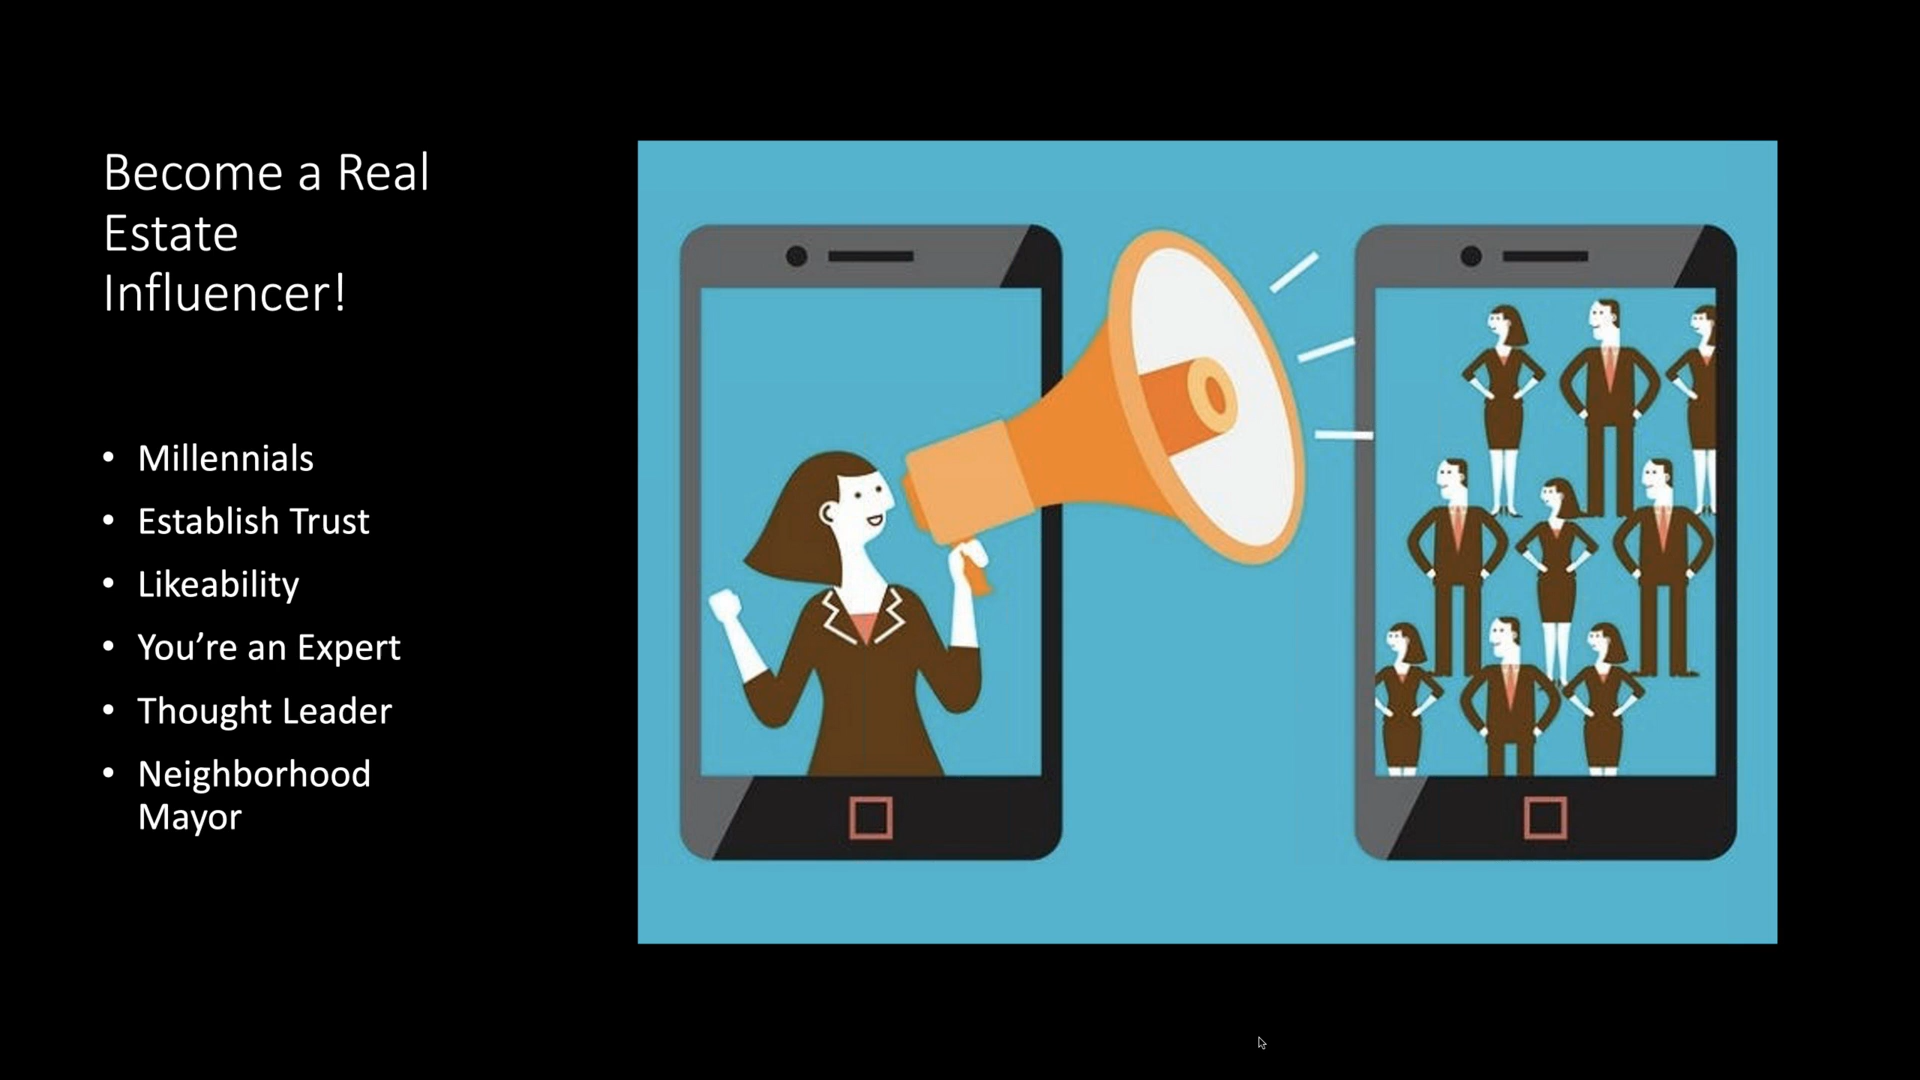 Become a Real
Estate
Influencer!
• Millennials
• Establish Trust
• Likeability
• You’re an Expert
• Thought Leader
• Neighborhood
Mayor